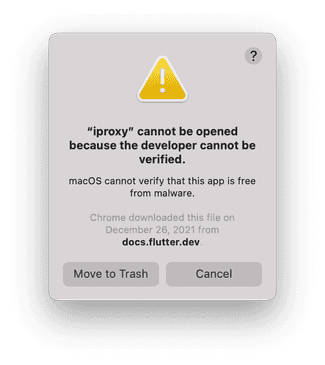 ?
“iproxy” cannot be opened
because the developer cannot be
verified.
macOS cannot verify that this app is free
from malware.
Chrome downloaded this file on
December 26, 2021 from
docs.flutter.dev.
Move to Trash
Cancel